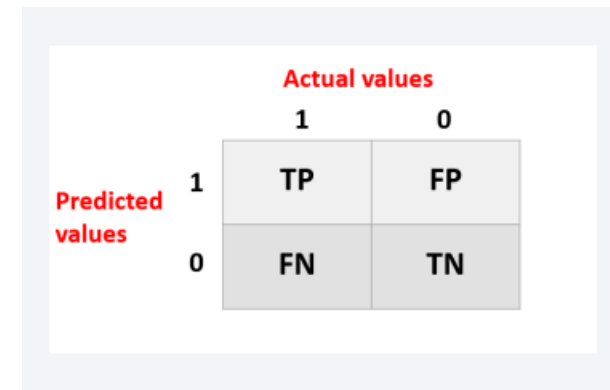 Actual values
1 0
Predicted
values
1 TP FP
0 FN TN